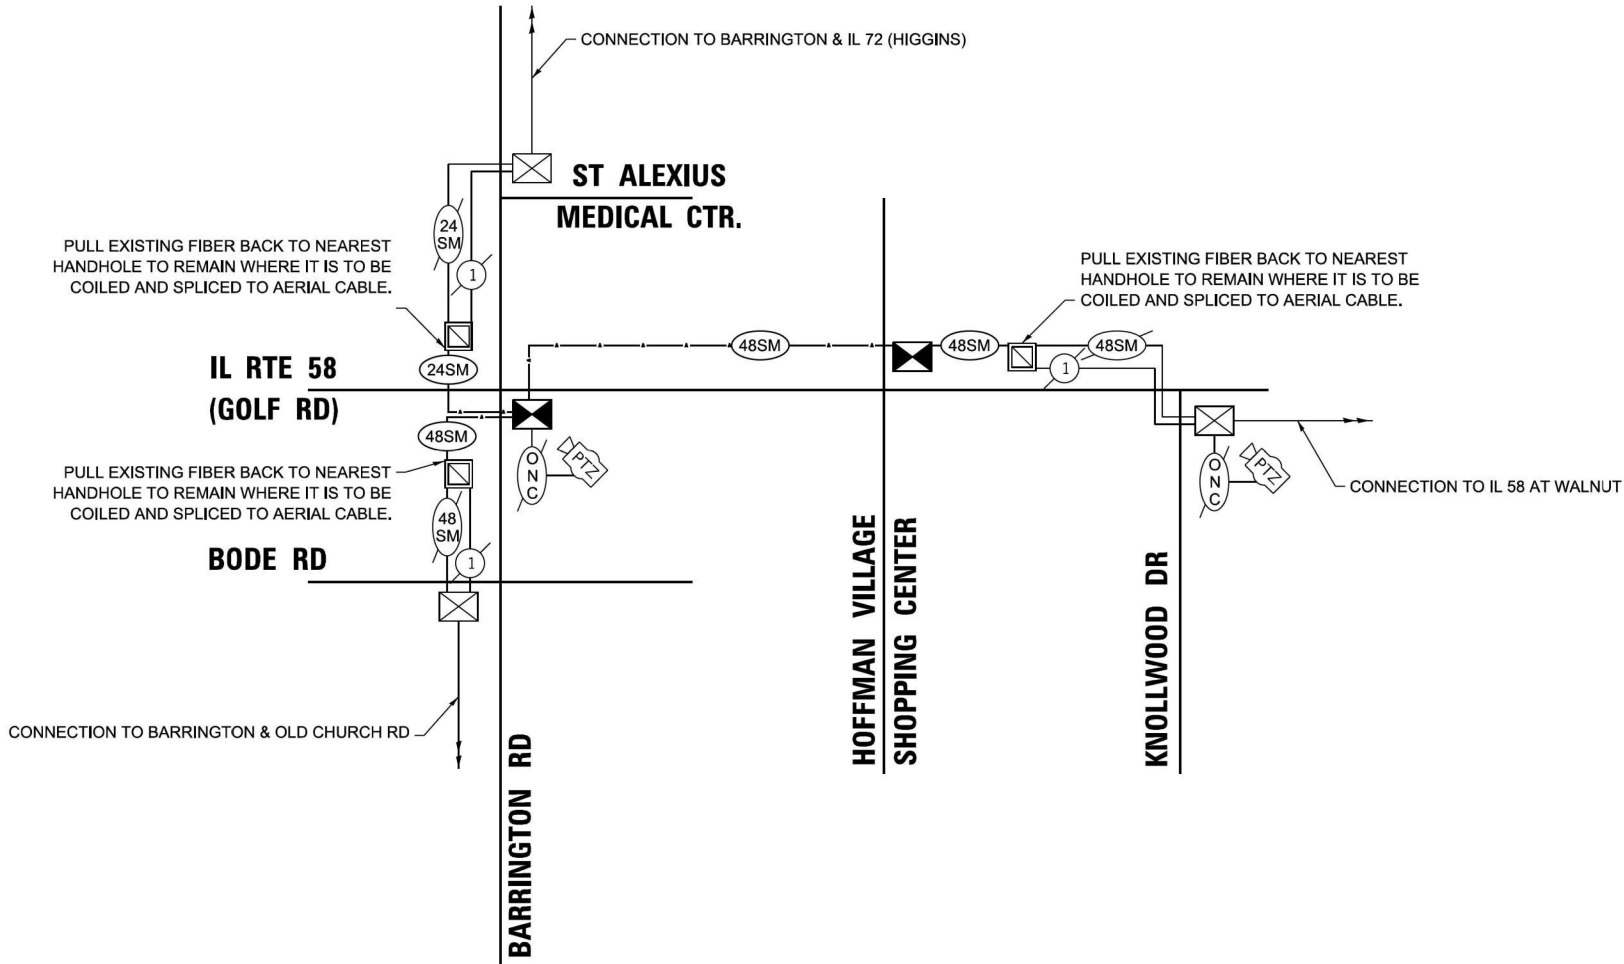 CONNECTION TO BARRINGTON & IL 72 (HIGGINS)
ST ALEXIUS
MEDICAL CTR.
24
SM
1
PULL EXISTING FIBER BACK TO NEAREST
HANDHOLE TO REMAIN WHERE IT IS TO BE
COILED AND SPLICED TO AERIAL CABLE.
PULL EXISTING FIBER BACK TO NEAREST
HANDHOLE TO REMAIN WHERE IT IS TO BE
COILED AND SPLICED TO AERIAL CABLE.
IL RTE 58
(GOLF RD)
24SM
48SM
48SM
48SM
1
48SM
PULL EXISTING FIBER BACK TO NEAREST
HANDHOLE TO REMAIN WHERE IT IS TO BE
COILED AND SPLICED TO AERIAL CABLE.
ONC
PTZ
ONC
PTZ
CONNECTION TO IL 58 AT WALNUT
48
SM
1
BODE RD
CONNECTION TO BARRINGTON & OLD CHURCH RD
BARRINGTON RD
HOFFMAN VILLAGE
SHOPPING CENTER
KNOLLWOOD DR